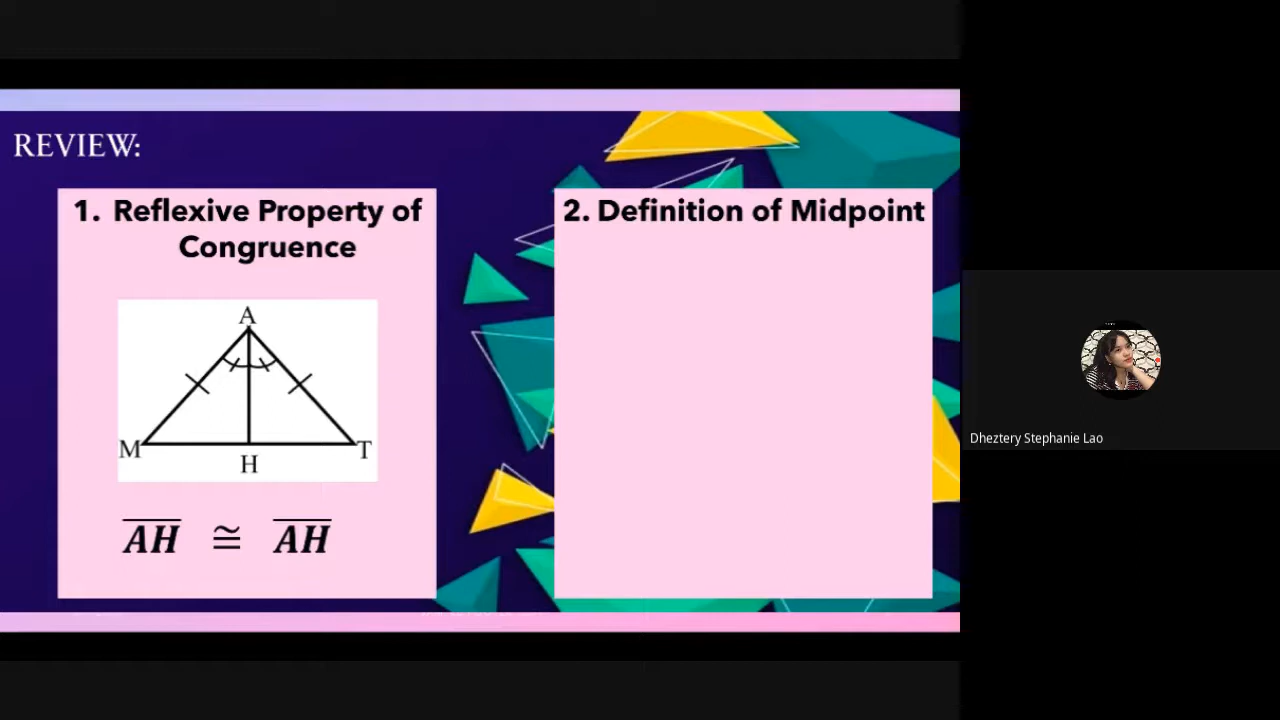 REVIEW:
1. Reflexive Property of
Congruence
A
M
H
T
AH ≅ AH
2. Definition of Midpoint
Dheztery Stephanie Lao